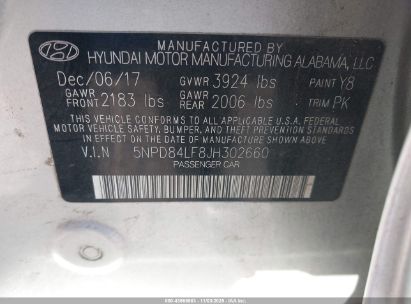 MANUFACTURED BY
HYUNDAI MOTOR MANUFACTURING ALABAMA, LLC.
Dec/06/17 GVWR 3924 lbs PAINT Y8
GAWR FRONT 2183 lbs GAWR REAR 2006 lbs TRIM PK
THIS VEHICLE CONFORMS TO ALL APPLICABLE U.S.A. FEDERAL
MOTOR VEHICLE SAFETY, BUMPER, AND THEFT PREVENTION
STANDARDS IN EFFECT ON THE DATE OF MANUFACTURE SHOWN ABOVE.
V.I.N 5NPD84LF8JH302660
PASSENGER CAR